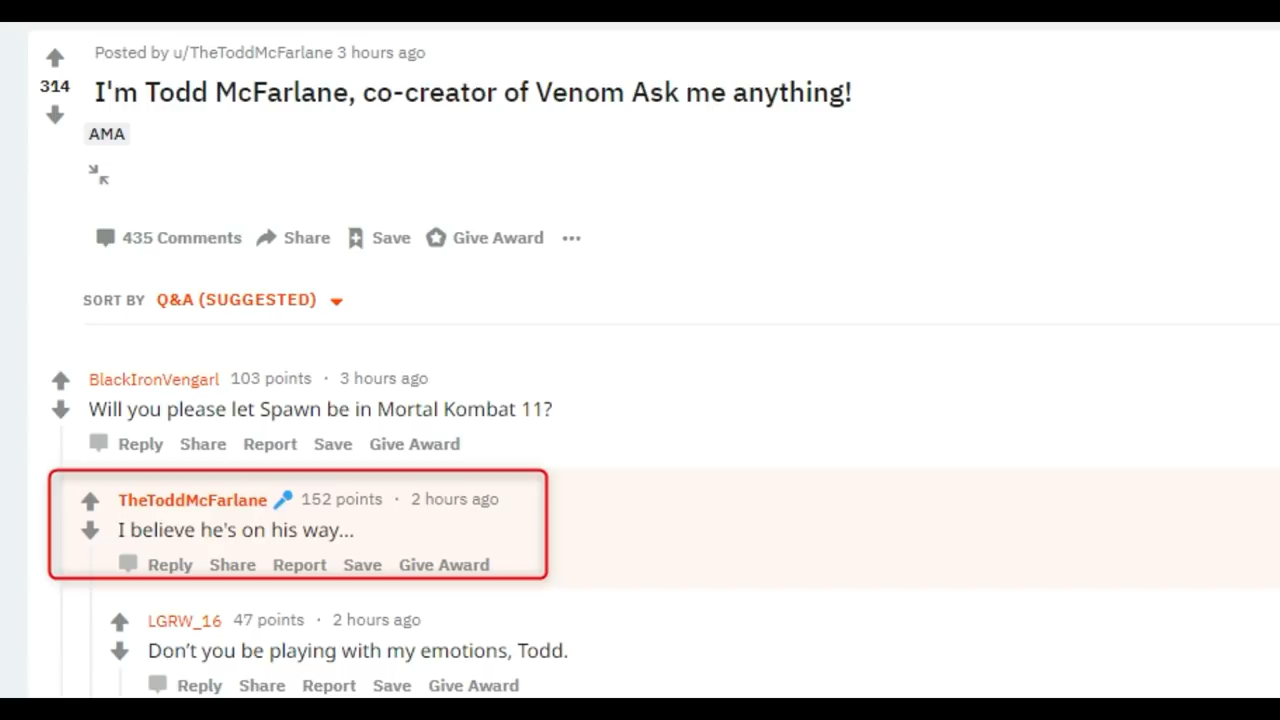 Posted by u/TheToddMcFarlane 3 hours ago
314
I'm Todd McFarlane, co-creator of Venom Ask me anything!
AMA
435 Comments Share Save Give Award ...
SORT BY Q&A (SUGGESTED)
BlackIronVengarl 103 points · 3 hours ago
Will you please let Spawn be in Mortal Kombat 11?
Reply Share Report Save Give Award
TheToddMcFarlane 152 points · 2 hours ago
I believe he's on his way...
Reply Share Report Save Give Award
LGRW_16 47 points · 2 hours ago
Don’t you be playing with my emotions, Todd.
Reply Share Report Save Give Award